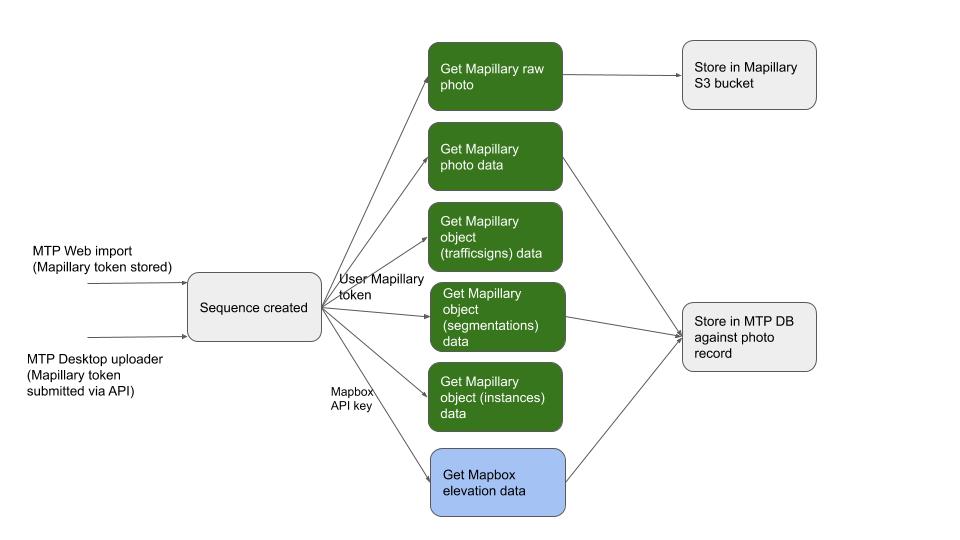 Get Mapillary raw
photo
Store in Mapillary
S3 bucket
Get Mapillary
photo data
Get Mapillary
object
(trafficsigns) data
MTP Web import
(Mapillary token stored)
User Mapillary
token
Sequence created
Get Mapillary
object
(segmentations)
data
Store in MTP DB
against photo
record
MTP Desktop uploader
(Mapillary token
submitted via API)
Get Mapillary
object (instances)
data
Mapbox
API key
Get Mapbox
elevation data